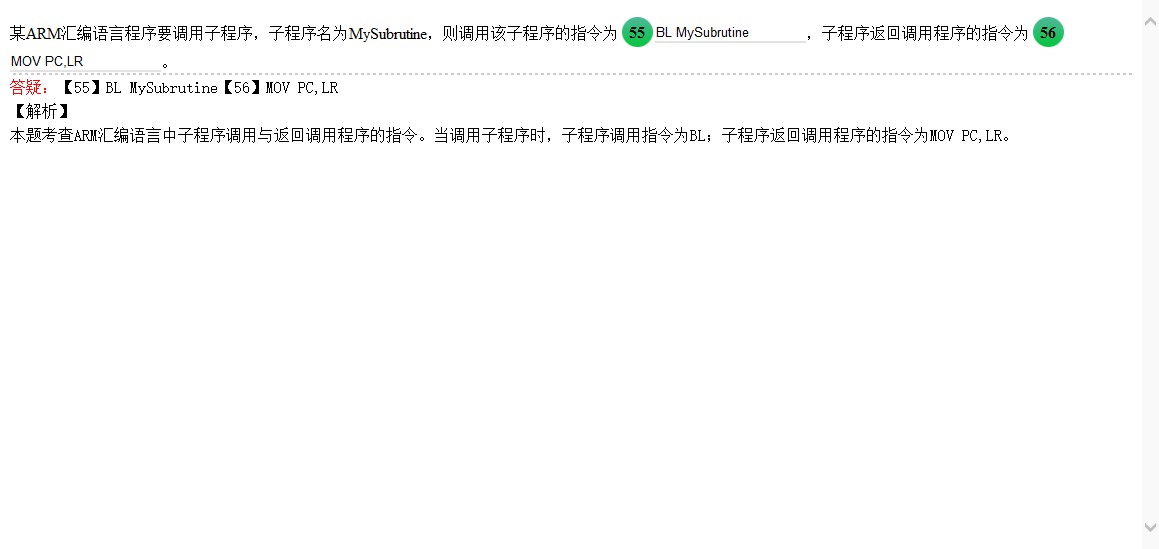 某ARM汇编语言程序要调用子程序，子程序名为MySubrutine，则调用该子程序的指令为 55 BL MySubrutine ，子程序返回调用程序的指令为 56
MOV PC,LR 。
答疑：【55】BL MySubrutine【56】MOV PC,LR
【解析】
本题考查ARM汇编语言中子程序调用与返回调用程序的指令。当调用子程序时，子程序调用指令为BL；子程序返回调用程序的指令为MOV PC,LR。